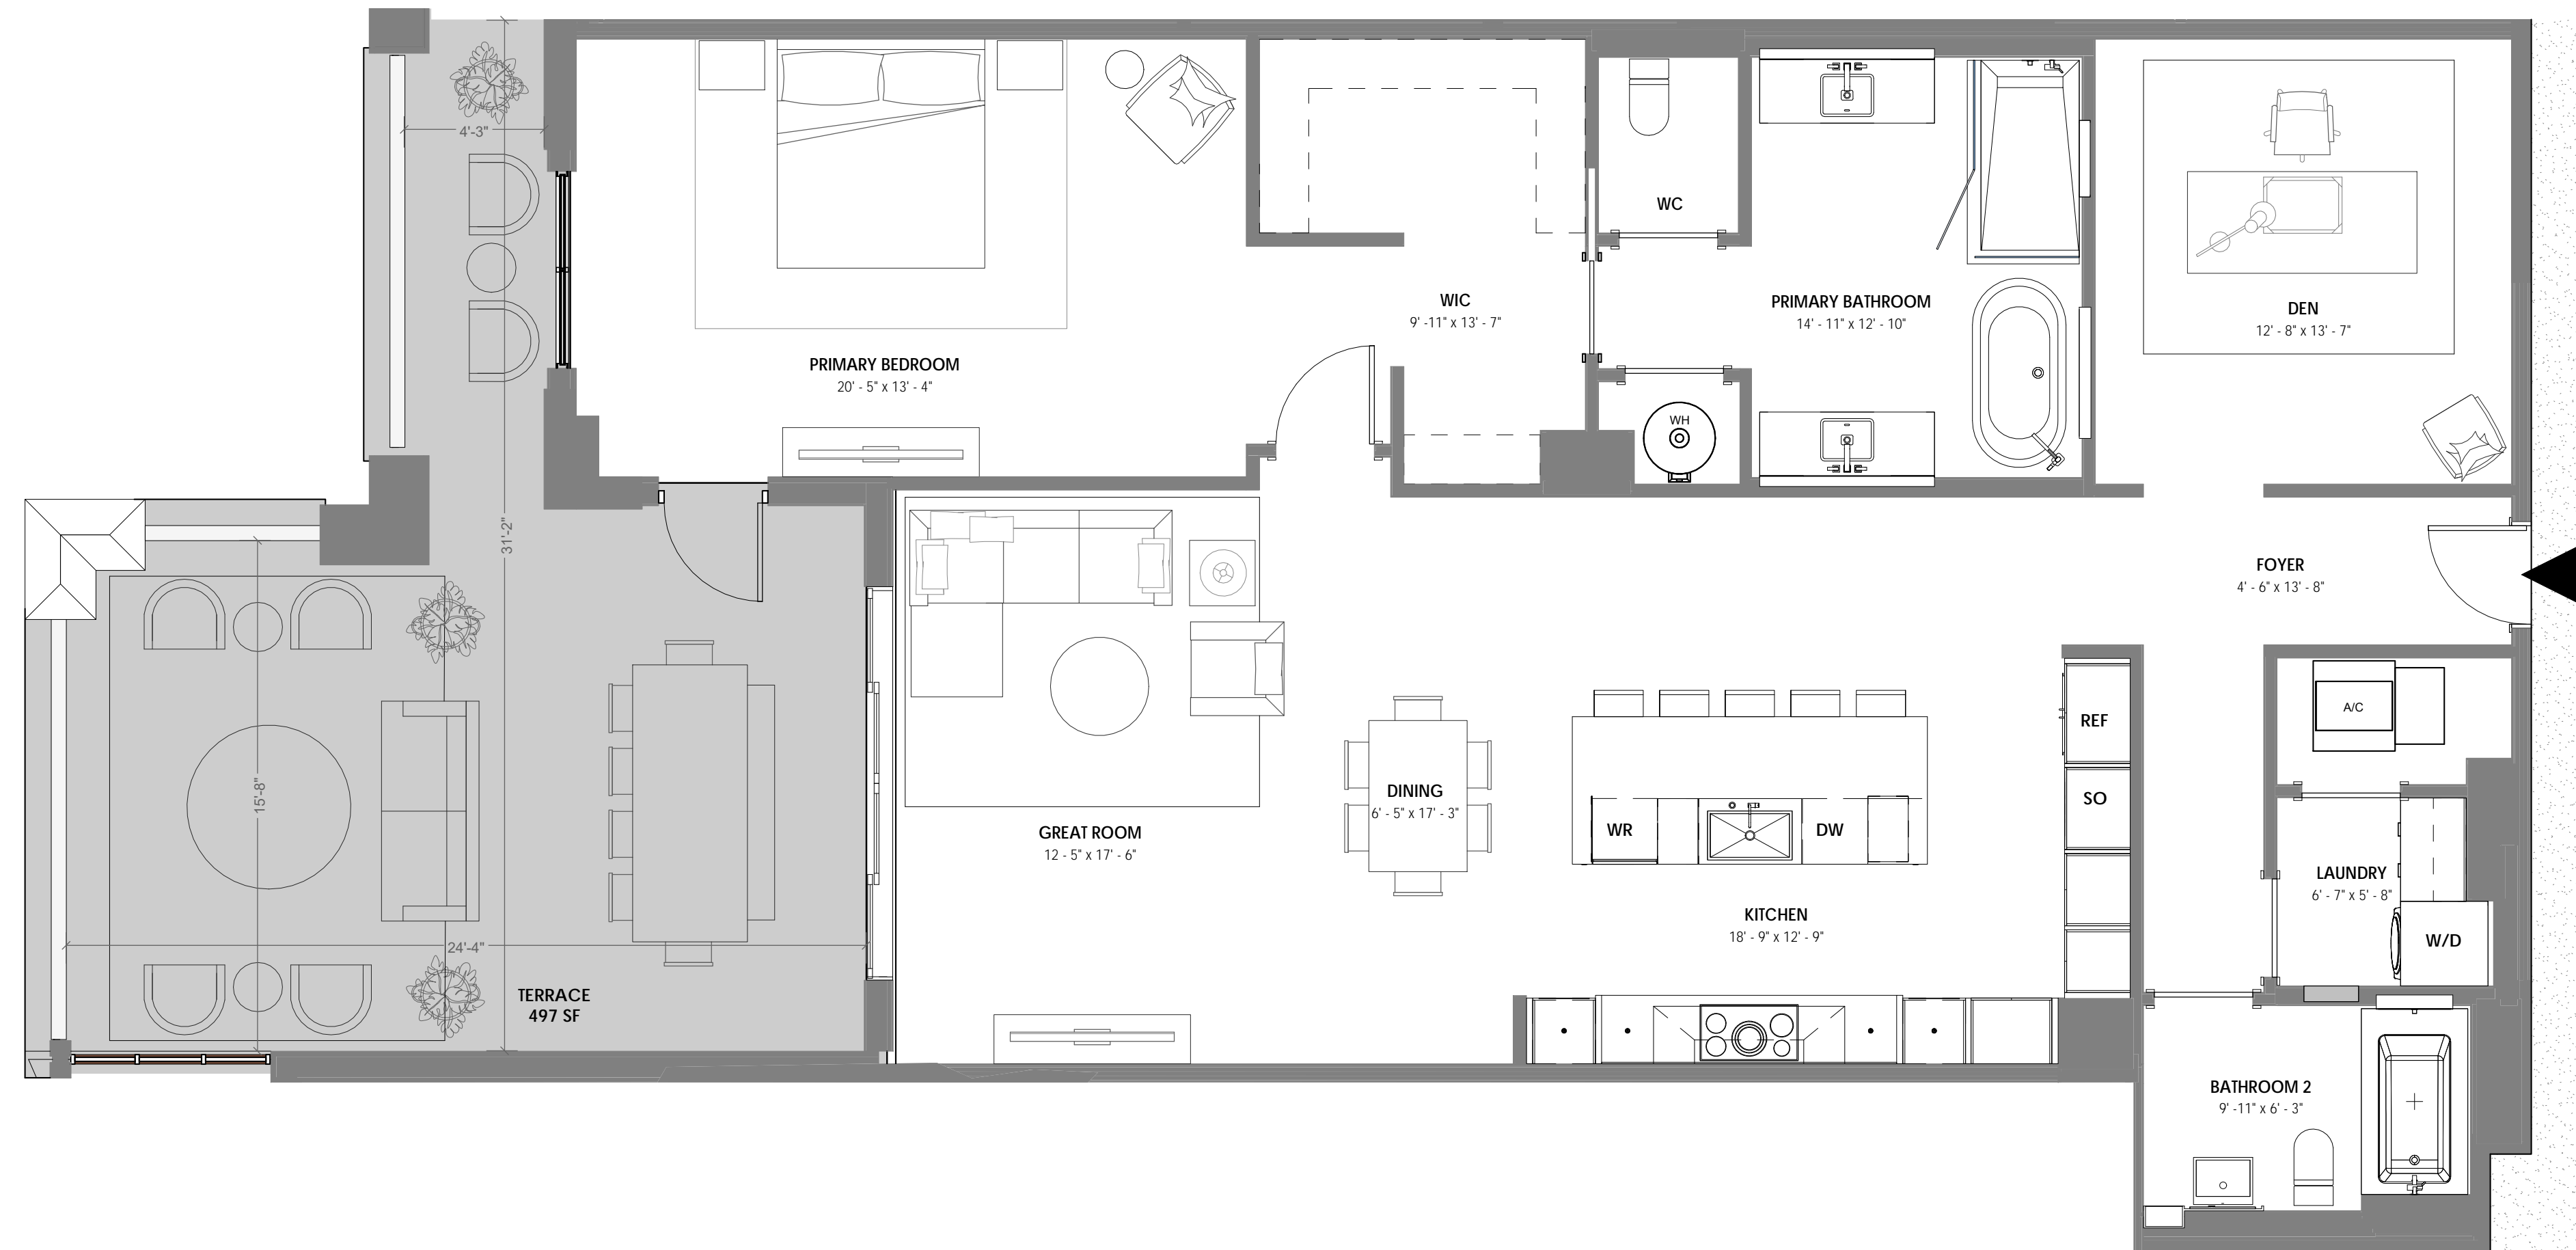 4'-3"
WC
WIC
9' -11" x 13' - 7"
PRIMARY BATHROOM
14' - 11" x 12' - 10"
DEN
12' - 8" x 13' - 7"
PRIMARY BEDROOM
20' - 5" x 13' - 4"
WH
31'-2"
FOYER
4' - 6" x 13' - 8"
A/C
REF
15'-8"
DINING
6' - 5" x 17' - 3"
SO
GREAT ROOM
12 - 5" x 17' - 6"
WR
DW
LAUNDRY
6' - 7" x 5' - 8"
KITCHEN
18' - 9" x 12' - 9"
W/D
24'-4"
TERRACE
497 SF
BATHROOM 2
9' -11" x 6' - 3"